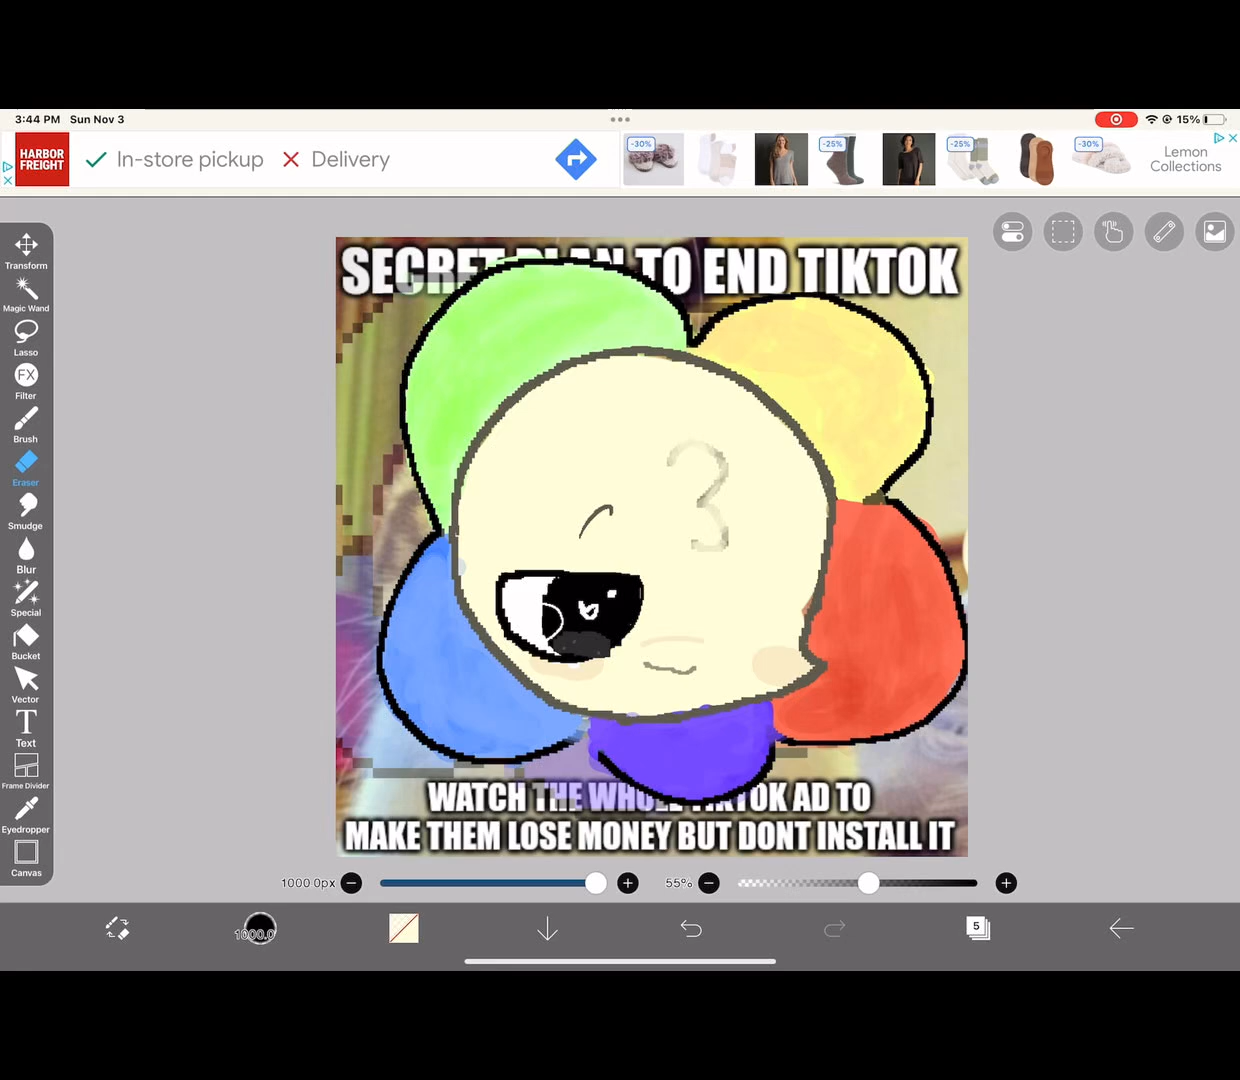 3:44 PM Sun Nov 3
15%
HARBOR
FREIGHT
In-store pickup
Delivery
-30%
-25%
-25%
-30%
Lemon
Collections
Transform
Magic Wand
Lasso
FX
Filter
Brush
Eraser
Smudge
Blur
Special
Bucket
Vector
T
Text
Frame Divider
Eyedropper
Canvas
SECRET PLAN TO END TIKTOK
3
WATCH THE WHOLE TIKTOK AD TO
MAKE THEM LOSE MONEY BUT DONT INSTALL IT
1000.0px
55%
1000.0
5